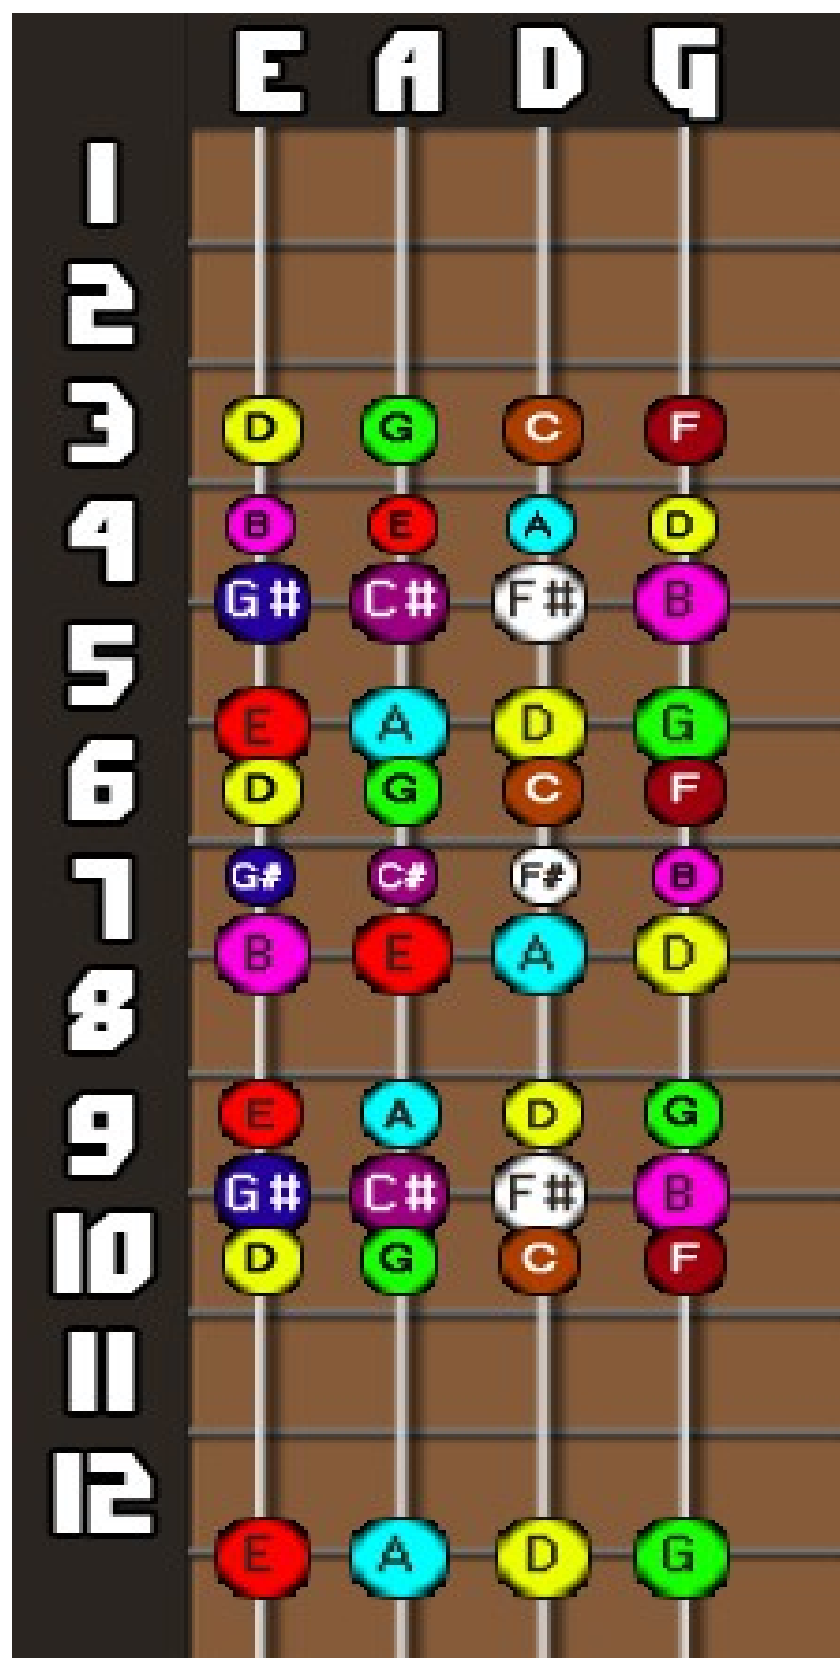 E A D G
1
2
3 D G C F
4 B E A D
G# C# F# B
5
E A D G
6 D G C F
7 G# C# F# B
B E A D
8
9 E A D G
G# C# F# B
10 D G C F
11
12
E A D G